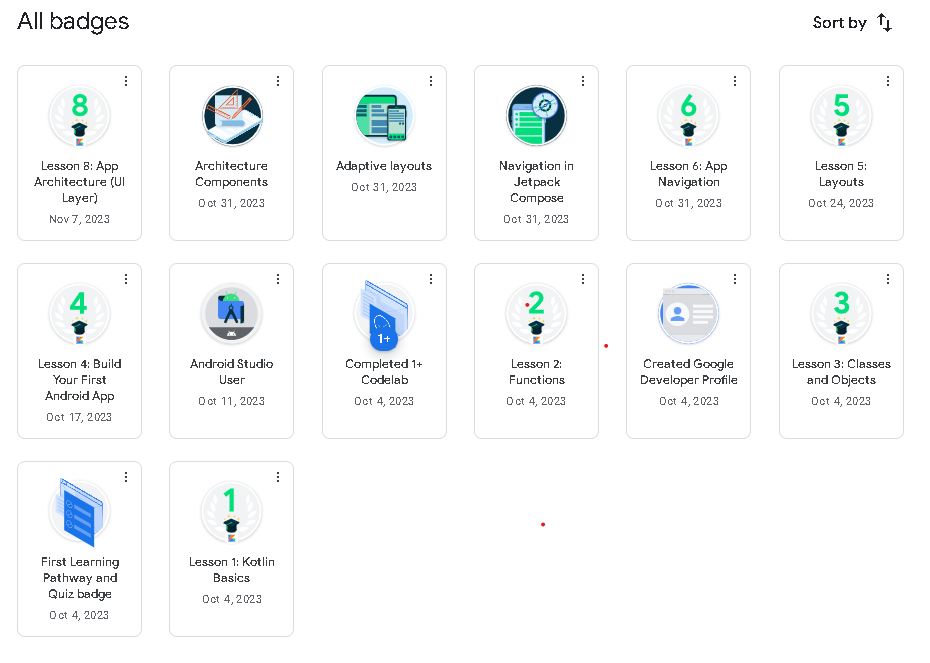 All badges
Sort by
8
Lesson 8: App
Architecture (UI
Layer)
Nov 7, 2023
Architecture
Components
Oct 31, 2023
Adaptive layouts
Oct 31, 2023
Navigation in
Jetpack
Compose
Oct 31, 2023
6
Lesson 6: App
Navigation
Oct 31, 2023
5
Lesson 5:
Layouts
Oct 24, 2023
4
Lesson 4: Build
Your First
Android App
Oct 17, 2023
Android Studio
User
Oct 11, 2023
1+
Completed 1+
Codelab
Oct 4, 2023
2
Lesson 2:
Functions
Oct 4, 2023
Created Google
Developer Profile
Oct 4, 2023
3
Lesson 3: Classes
and Objects
Oct 4, 2023
First Learning
Pathway and
Quiz badge
Oct 4, 2023
1
Lesson 1: Kotlin
Basics
Oct 4, 2023